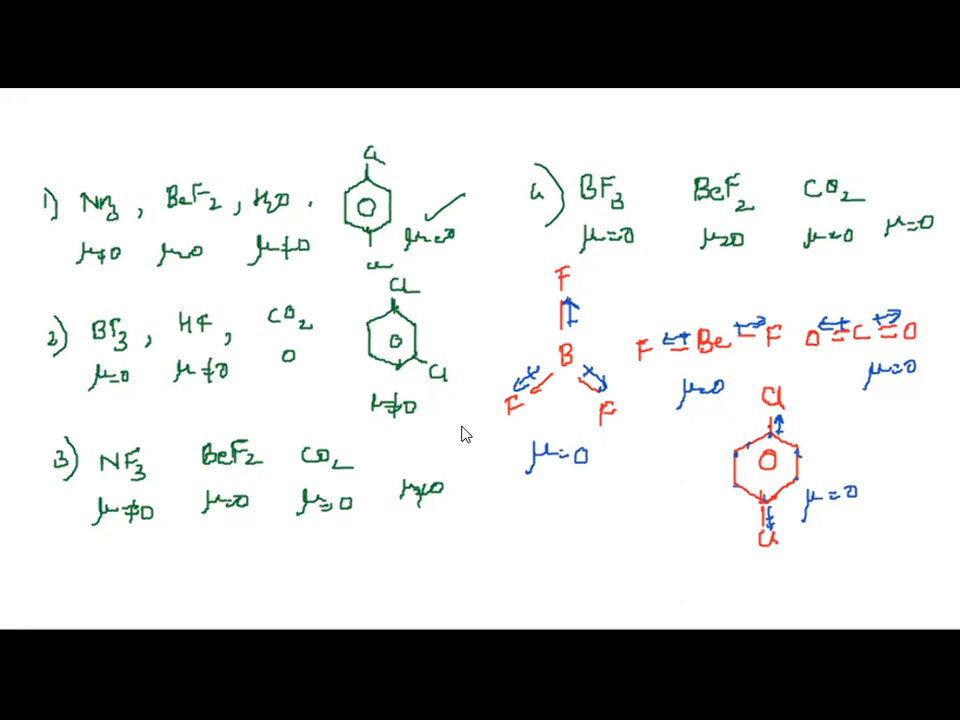 1) NH3 , BeF2 , H2O .
Cl
Cl
μ≠0 μ=0 μ≠0 μ=0
2) BF3 , HF , CO2
Cl
Cl
μ=0 μ≠0 0
μ≠0
3) NF3 BeF2 CO2
μ≠0 μ=0 μ=0 μ≠0
4) BF3 BeF2 CO2
μ=0 μ=0 μ=0 μ=0
F
B
F F
μ=0
F – Be – F
μ=0
O = C = O
μ=0
Cl
Cl
μ=0